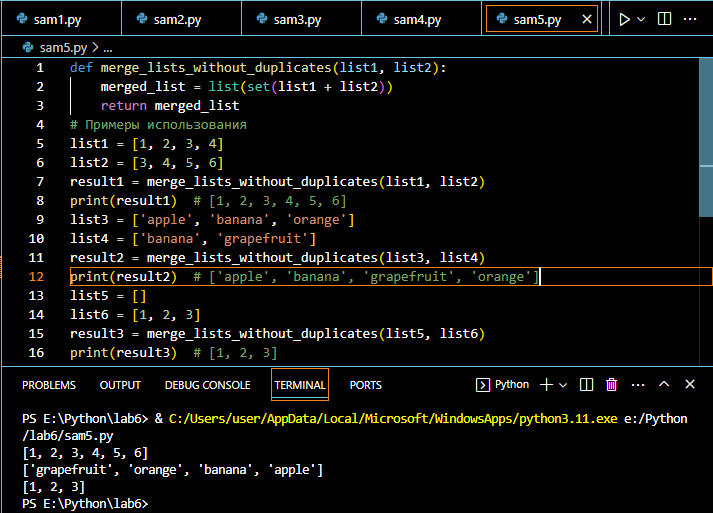 sam1.py sam2.py sam3.py sam4.py sam5.py
sam5.py > ...
1 def merge_lists_without_duplicates(list1, list2):
2     merged_list = list(set(list1 + list2))
3     return merged_list
4 # Примеры использования
5 list1 = [1, 2, 3, 4]
6 list2 = [3, 4, 5, 6]
7 result1 = merge_lists_without_duplicates(list1, list2)
8 print(result1)  # [1, 2, 3, 4, 5, 6]
9 list3 = ['apple', 'banana', 'orange']
10 list4 = ['banana', 'grapefruit']
11 result2 = merge_lists_without_duplicates(list3, list4)
12 print(result2)  # ['apple', 'banana', 'grapefruit', 'orange']
13 list5 = []
14 list6 = [1, 2, 3]
15 result3 = merge_lists_without_duplicates(list5, list6)
16 print(result3)  # [1, 2, 3]
PROBLEMS OUTPUT DEBUG CONSOLE TERMINAL PORTS Python
PS E:\Python\lab6> & C:/Users/user/AppData/Local/Microsoft/WindowsApps/python3.11.exe e:/Python
/lab6/sam5.py
[1, 2, 3, 4, 5, 6]
['grapefruit', 'orange', 'banana', 'apple']
[1, 2, 3]
PS E:\Python\lab6>